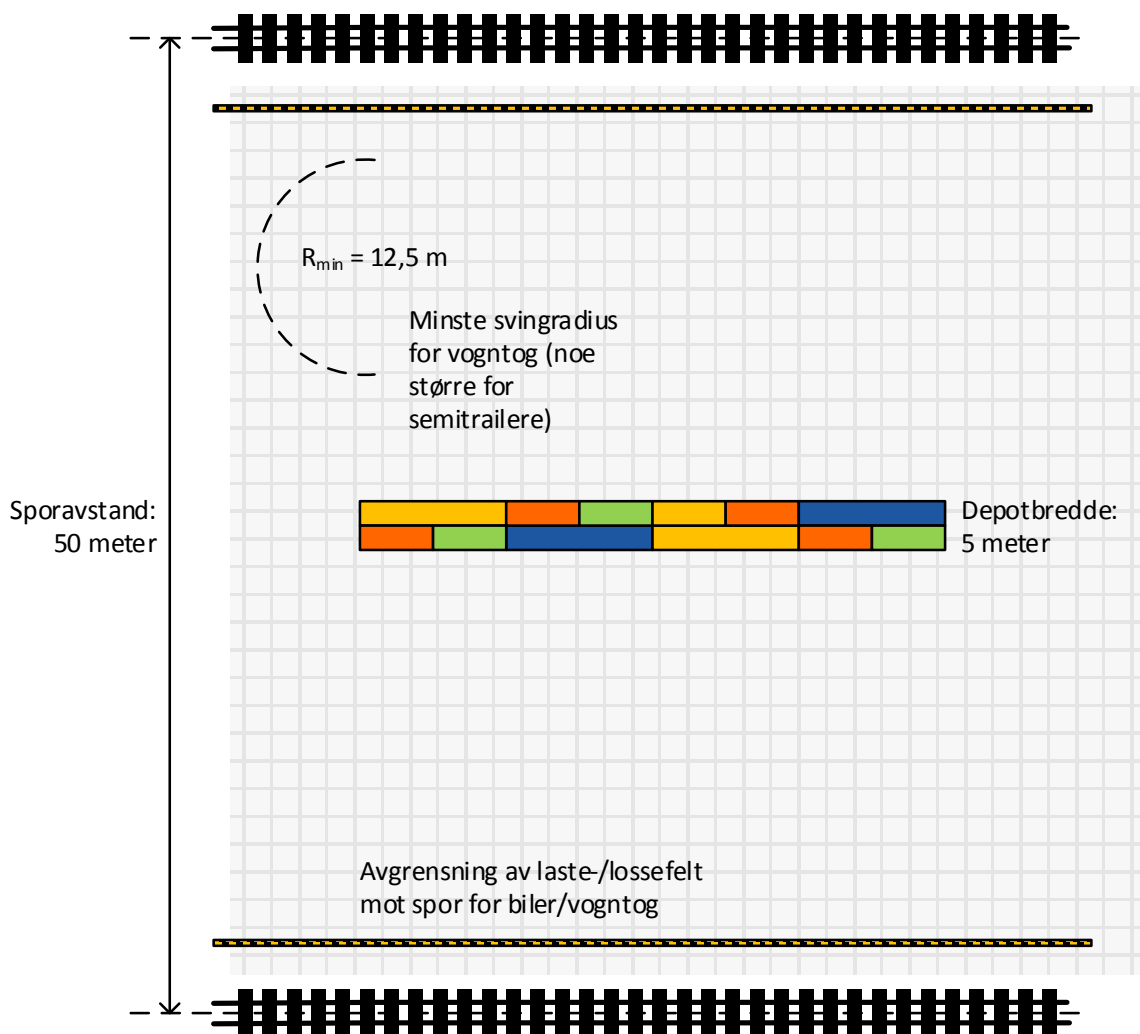 R_min = 12,5 m
Minste svingradius
for vogntog (noe
større for
semitrailere)
Sporavstand:
50 meter
Depotbredde:
5 meter
Avgrensning av laste-/lossefelt
mot spor for biler/vogntog